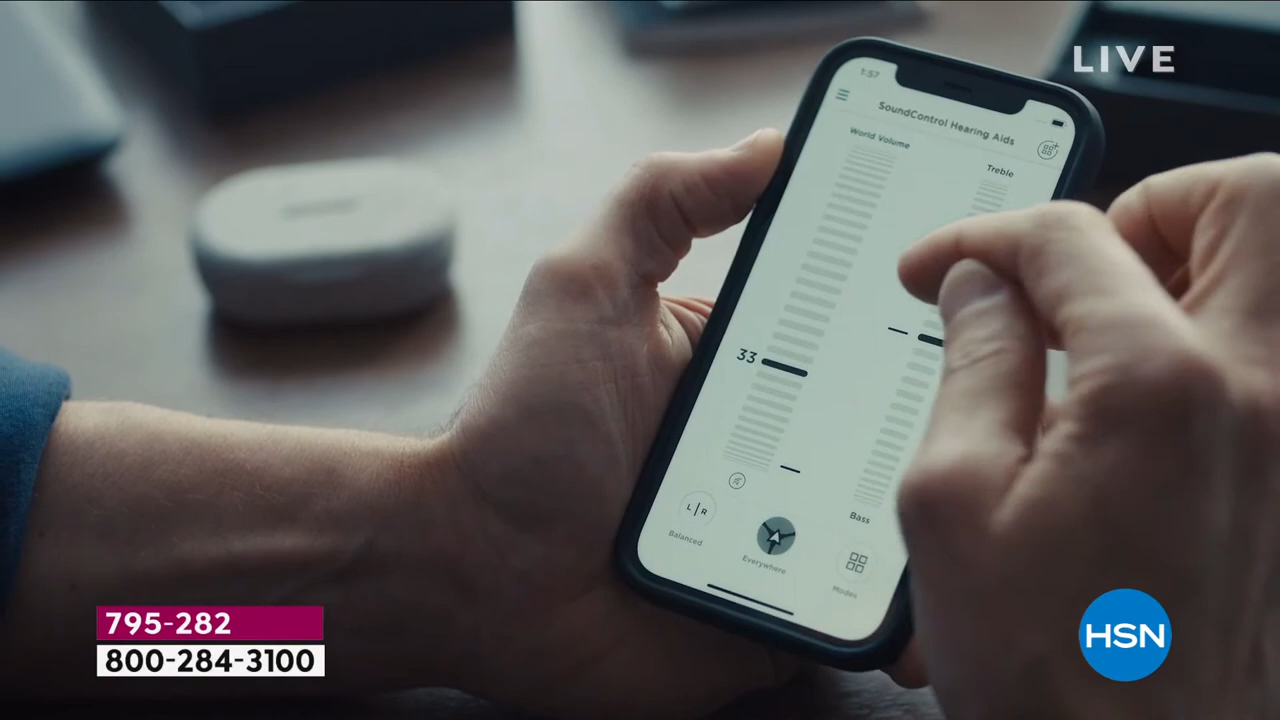 LIVE
1:57
SoundControl Hearing Aids
World Volume
Treble
33
L|R
Balanced
Everywhere
Bass
Modes
795-282
800-284-3100
HSN